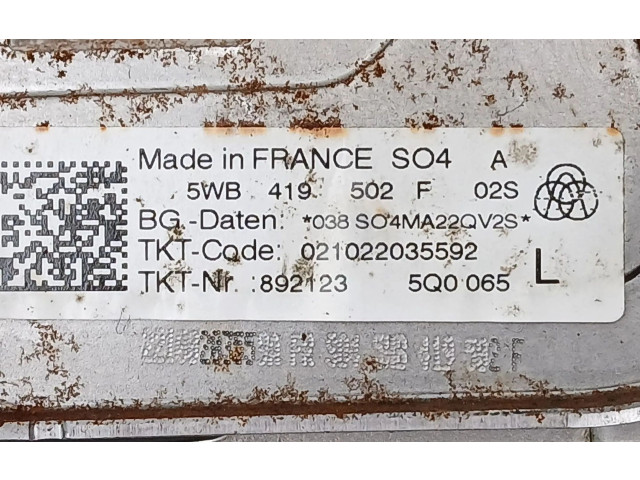 Made in FRANCE SO4 A
5WB 419 502 F 02S
BG.-Daten: *038 SO4MA22QV2S*
TKT-Code: 021022035592
TKT-Nr.: 892123 5Q0 065 L